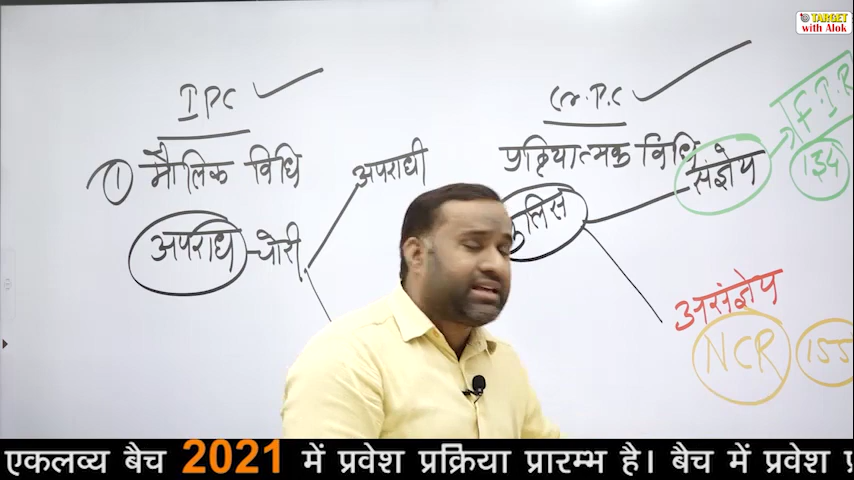 TARGET
with Alok
IPC
Cr.P.C
F.I.R
① मौलिक विधि
अपराधी
प्रक्रियात्मक विधि
संज्ञेय
154
अपराध - चोरी
पुलिस
असंज्ञेय
NCR
155
एकलव्य बैच 2021 में प्रवेश प्रक्रिया प्रारम्भ है। बैच में प्रवेश